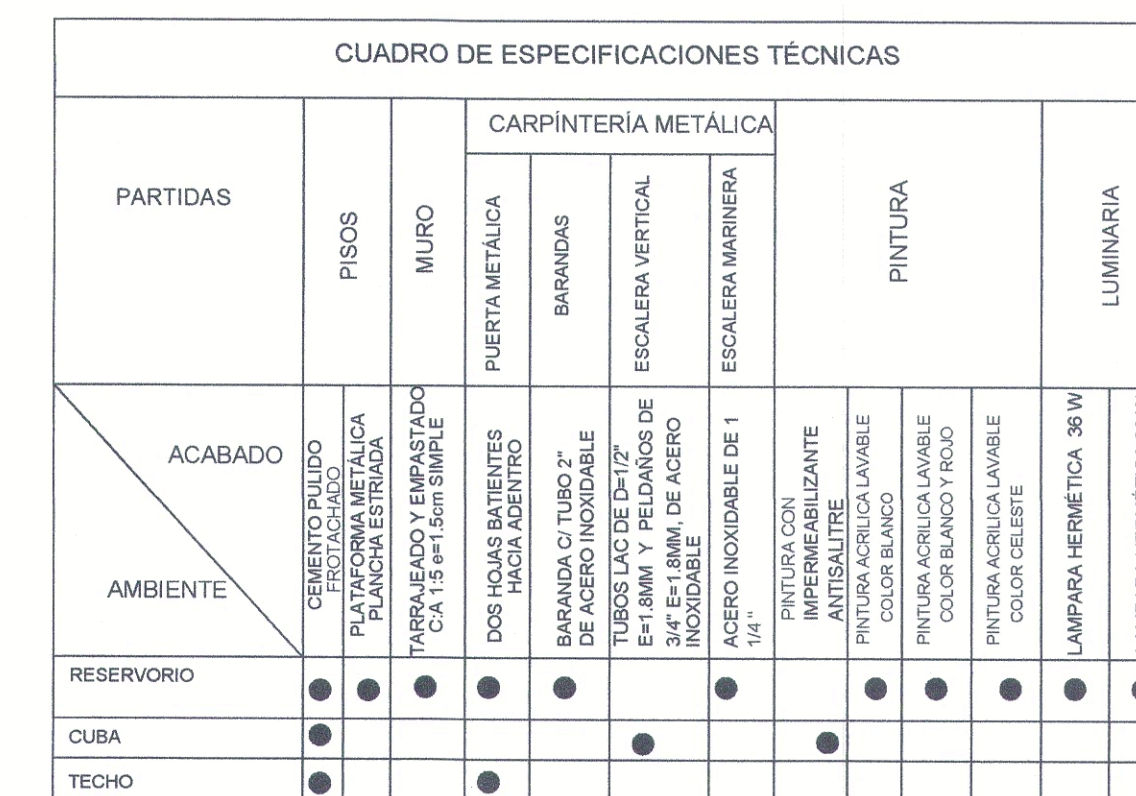 CUADRO DE ESPECIFICACIONES TÉCNICAS
PARTIDAS
PISOS
MURO
CARPÍNTERÍA METÁLICA
PUERTA METÁLICA
BARANDAS
ESCALERA VERTICAL
ESCALERA MARINERA
PINTURA
LUMINARIA
ACABADO
AMBIENTE
CEMENTO PULIDO
FROTACHADO
PLATAFORMA METÁLICA
PLANCHA ESTRIADA
TARRAJEADO Y EMPASTADO
C:A 1:5 e=1.5cm SIMPLE
DOS HOJAS BATIENTES
HACIA ADENTRO
BARANDA C/ TUBO 2"
DE ACERO INOXIDABLE
TUBOS LAC DE D=1/2"
E=1.8MM Y PELDAÑOS DE
3/4" E=1.8MM, DE ACERO
INOXIDABLE
ACERO INOXIDABLE DE 1
1/4"
PINTURA CON
IMPERMEABILIZANTE
ANTISALITRE
PINTURA ACRILICA LAVABLE
COLOR BLANCO
PINTURA ACRILICA LAVABLE
COLOR BLANCO Y ROJO
PINTURA ACRILICA LAVABLE
COLOR CELESTE
LAMPARA HERMÉTICA 36 W
RESERVORIO
CUBA
TECHO